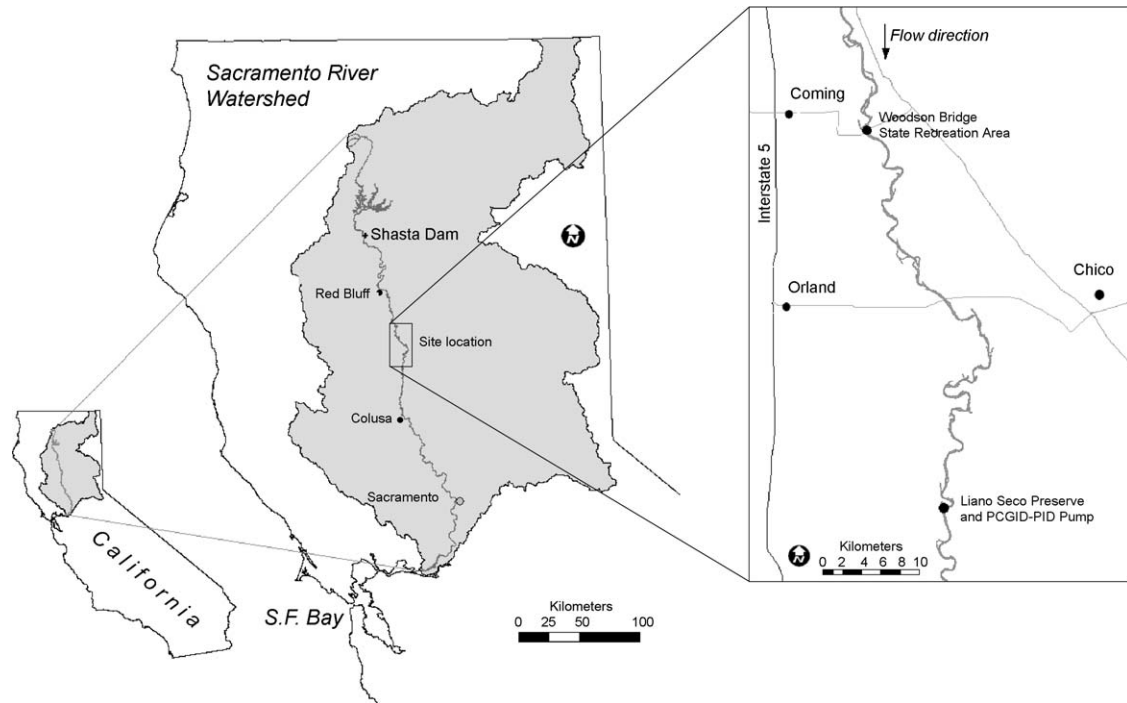 Sacramento River
Watershed
Shasta Dam
Red Bluff
Site location
Colusa
Sacramento
S.F. Bay
California
Kilometers
0 25 50 100
N
Flow direction
Coming
Woodson Bridge
State Recreation Area
Interstate 5
Chico
Orland
Liano Seco Preserve
and PCGID-PID Pump
Kilometers
0 2 4 6 8 10
N